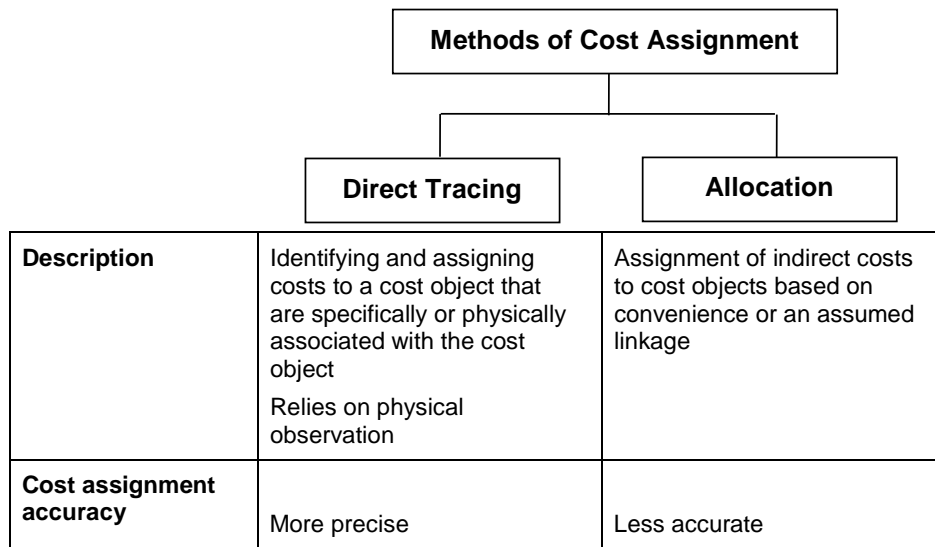 Methods of Cost Assignment
Direct Tracing
Allocation
Description
Identifying and assigning
costs to a cost object that
are specifically or physically
associated with the cost
object
Relies on physical
observation
Assignment of indirect costs
to cost objects based on
convenience or an assumed
linkage
Cost assignment
accuracy
More precise
Less accurate